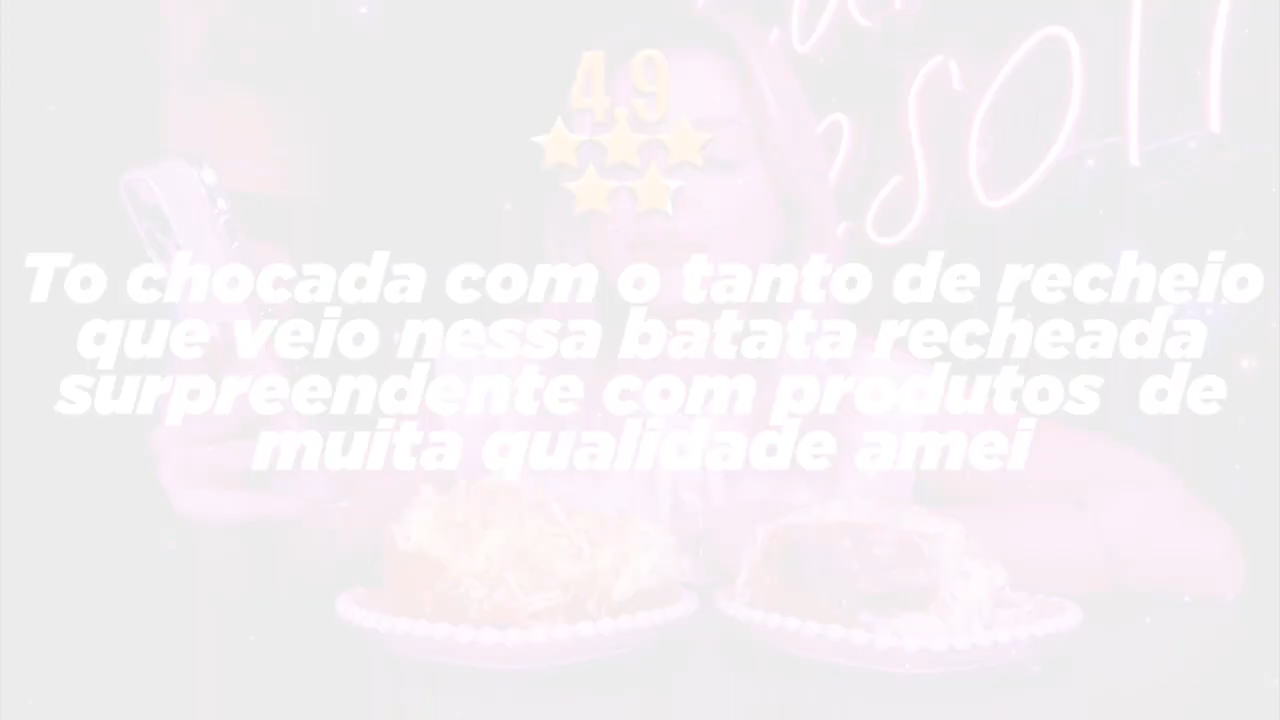 4.9
To chocada com o tanto de recheio
que veio nessa batata recheada
surpreendente com produtos de
muita qualidade amei